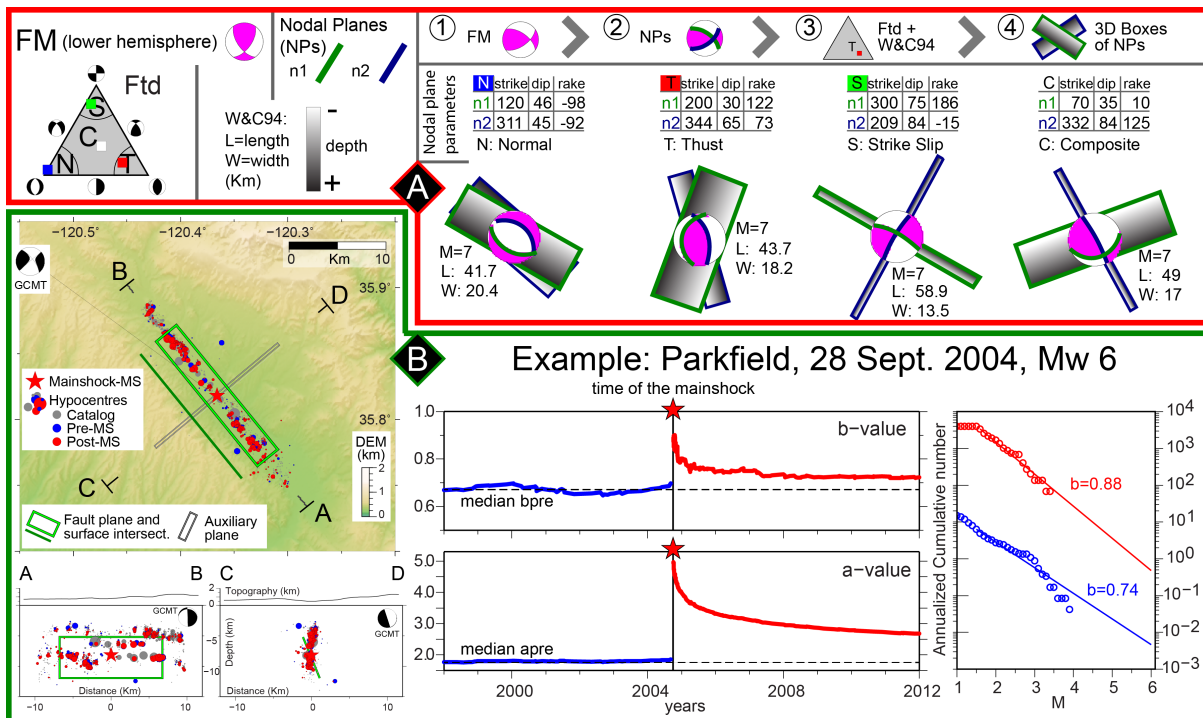 FM (lower hemisphere)
Ftd
S
C
N
T
Nodal Planes
(NPs)
n1
n2
W&C94:
L=length
W=width
(Km)
-
depth
+
1 FM
2 NPs
3 Ftd +
W&C94
T
4 3D Boxes
of NPs
Nodal plane
parameters
N strike dip rake
n1 120 46 -98
n2 311 45 -92
N: Normal
T strike dip rake
n1 200 30 122
n2 344 65 73
T: Thust
S strike dip rake
n1 300 75 186
n2 209 84 -15
S: Strike Slip
C strike dip rake
n1 70 35 10
n2 332 84 125
C: Composite
A
M=7
L: 41.7
W: 20.4
M=7
L: 43.7
W: 18.2
M=7
L: 58.9
W: 13.5
M=7
L: 49
W: 17
−120.5 −120.4 −120.3
GCMT
0 Km 10
B
D
35.9
35.8
Mainshock-MS
Hypocentres
Catalog
Pre-MS
Post-MS
DEM
(km)
2
1
0
C
A
Fault plane and
surface intersect.
Auxiliary
plane
A B C D
Topography (km)
2
0
GCMT
GCMT
0
−5
−10
Depth (km)
Distance (Km)
Distance (Km)
−10 0 10
−10 0 10
B
Example: Parkfield, 28 Sept. 2004, Mw 6
time of the mainshock
1.0
0.8
0.6
b−value
median bpre
5.0
4.0
3.0
2.0
a−value
median apre
2000 2004 2008 2012
years
Annualized Cumulative number
b=0.88
b=0.74
10⁴
10³
10²
10¹
10⁰
10⁻¹
10⁻²
10⁻³
1 2 3 4 5 6
M